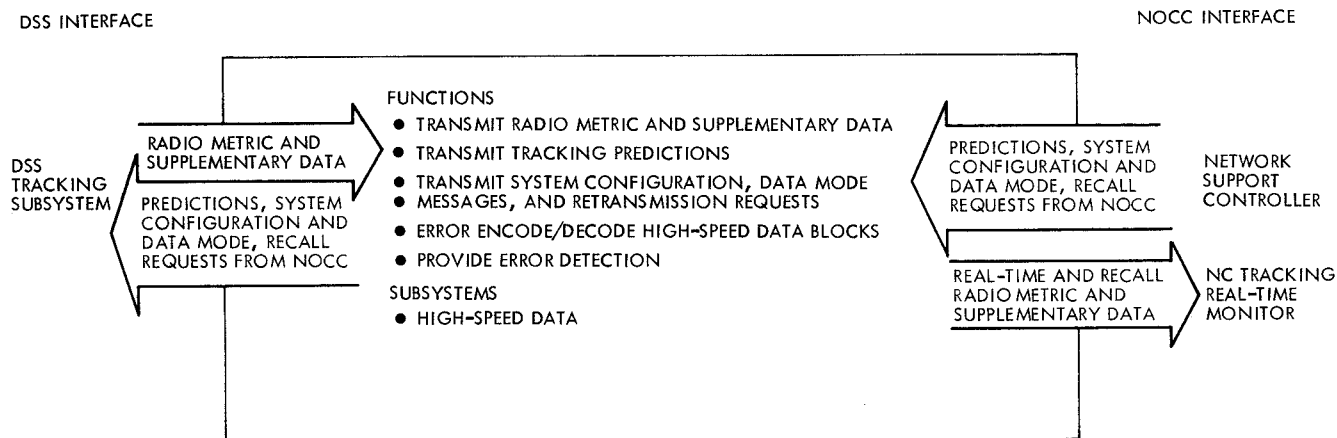 DSS INTERFACE
NOCC INTERFACE
DSS
TRACKING
SUBSYSTEM
RADIO METRIC AND
SUPPLEMENTARY DATA
PREDICTIONS, SYSTEM
CONFIGURATION AND
DATA MODE, RECALL
REQUESTS FROM NOCC
FUNCTIONS
● TRANSMIT RADIO METRIC AND SUPPLEMENTARY DATA
● TRANSMIT TRACKING PREDICTIONS
● TRANSMIT SYSTEM CONFIGURATION, DATA MODE
● MESSAGES, AND RETRANSMISSION REQUESTS
● ERROR ENCODE/DECODE HIGH-SPEED DATA BLOCKS
● PROVIDE ERROR DETECTION
SUBSYSTEMS
● HIGH-SPEED DATA
PREDICTIONS, SYSTEM
CONFIGURATION AND
DATA MODE, RECALL
REQUESTS FROM NOCC
NETWORK
SUPPORT
CONTROLLER
REAL-TIME AND RECALL
RADIO METRIC AND
SUPPLEMENTARY DATA
NC TRACKING
REAL-TIME
MONITOR